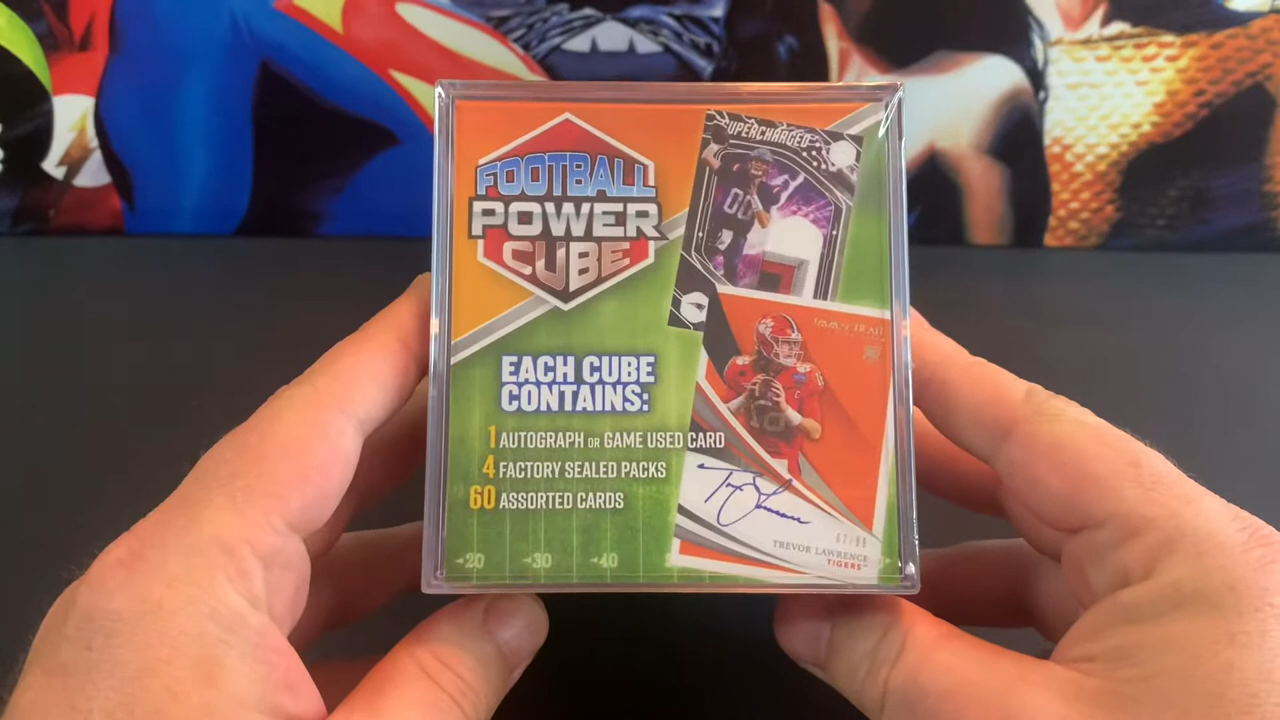 FOOTBALL
POWER
CUBE
SUPERCHARGED
00
EACH CUBE
CONTAINS:
1 AUTOGRAPH OR GAME USED CARD
4 FACTORY SEALED PACKS
60 ASSORTED CARDS
16
TREVOR LAWRENCE
TIGERS
20 30 40